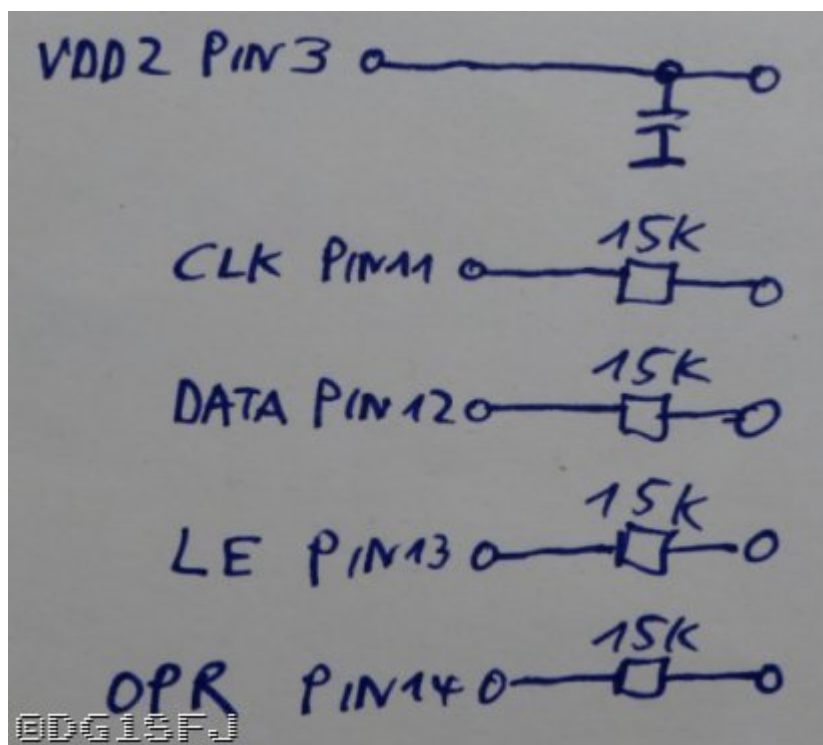 VDD2 PIN3
15K
CLK PIN11
15K
DATA PIN12
15K
LE PIN13
15K
OPR PIN14
©DG1SFJ